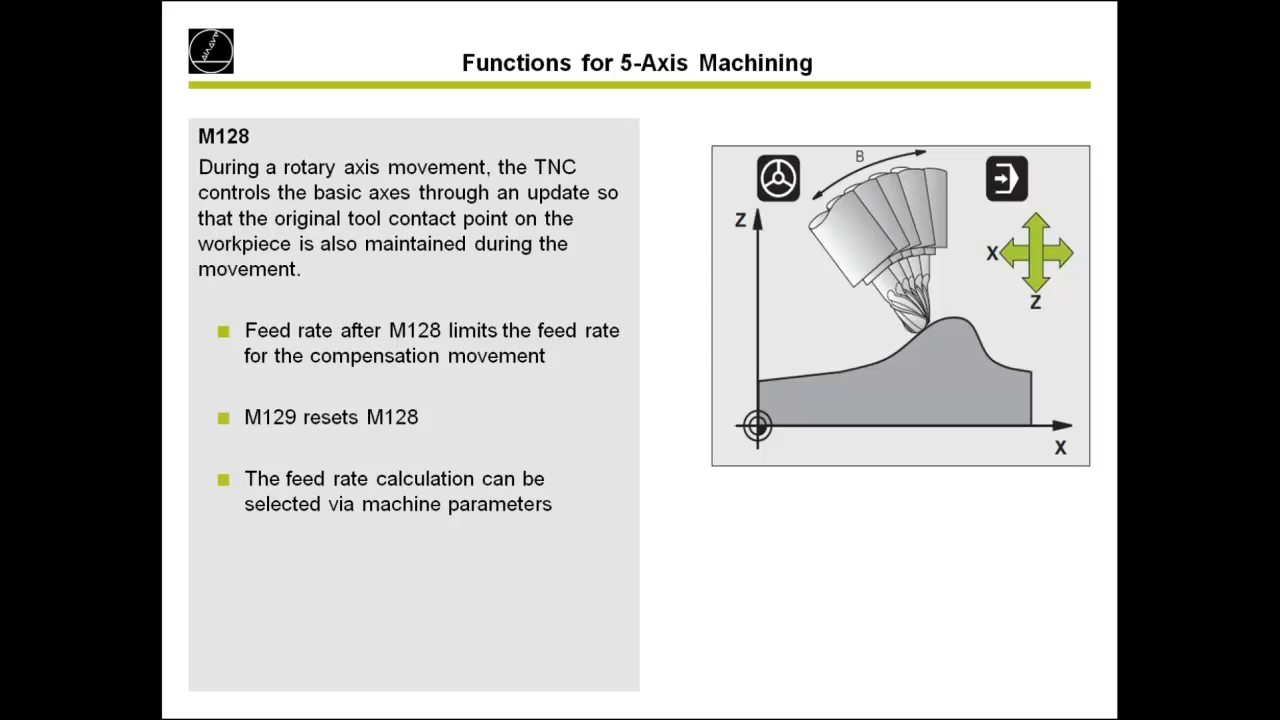 Functions for 5-Axis Machining
M128
During a rotary axis movement, the TNC
controls the basic axes through an update so
that the original tool contact point on the
workpiece is also maintained during the
movement.
Feed rate after M128 limits the feed rate
for the compensation movement
M129 resets M128
The feed rate calculation can be
selected via machine parameters
B
Z
X
Z
X